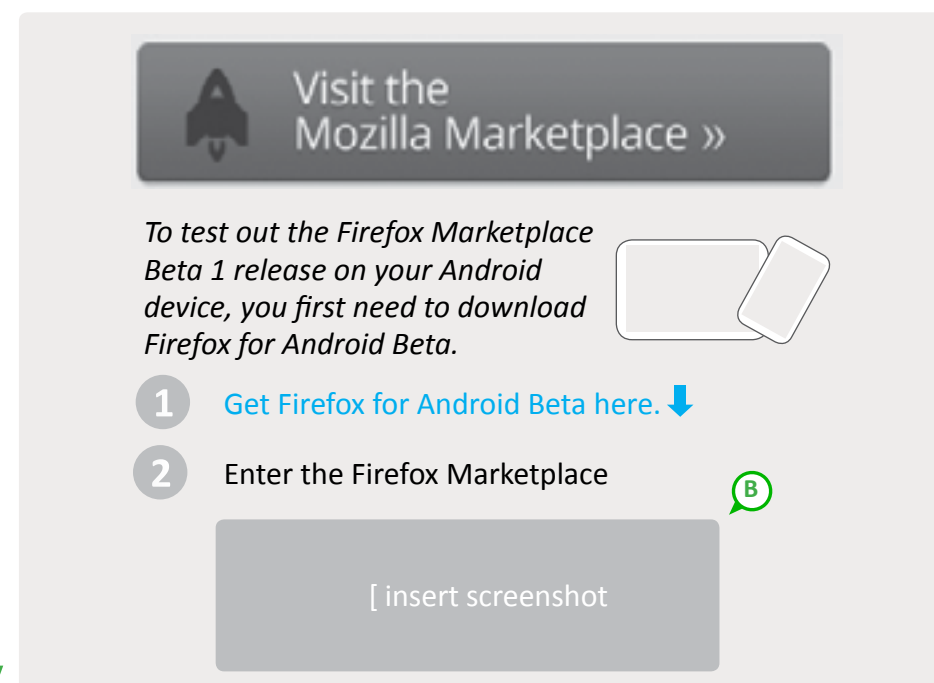 Visit the
Mozilla Marketplace »
To test out the Firefox Marketplace
Beta 1 release on your Android
device, you first need to download
Firefox for Android Beta.
1 Get Firefox for Android Beta here.
2 Enter the Firefox Marketplace
B
[ insert screenshot